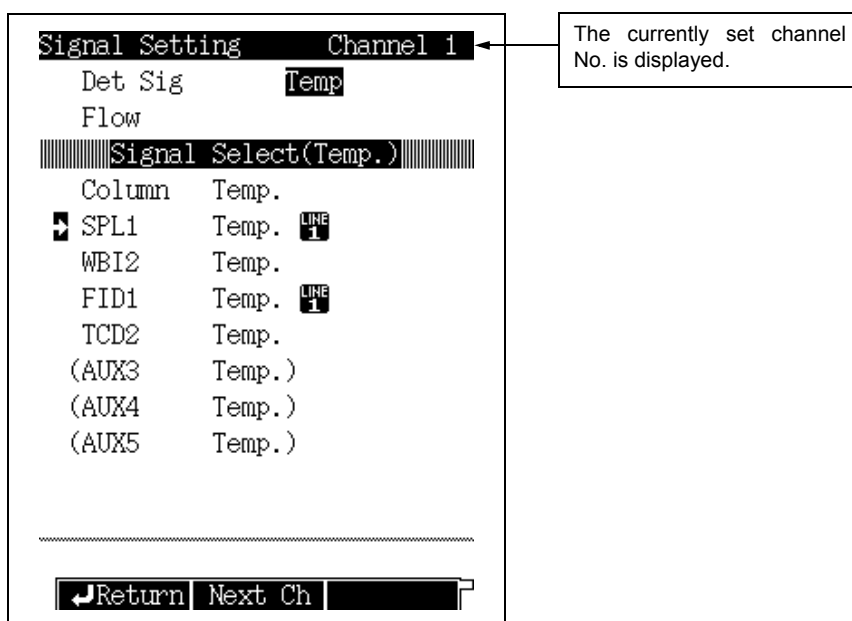 Signal Setting Channel 1
Det Sig Temp
Flow
Signal Select(Temp.)
Column Temp.
SPL1 Temp. LINE 1
WBI2 Temp.
FID1 Temp. LINE 1
TCD2 Temp.
(AUX3 Temp.)
(AUX4 Temp.)
(AUX5 Temp.)
Return Next Ch
The currently set channel
No. is displayed.